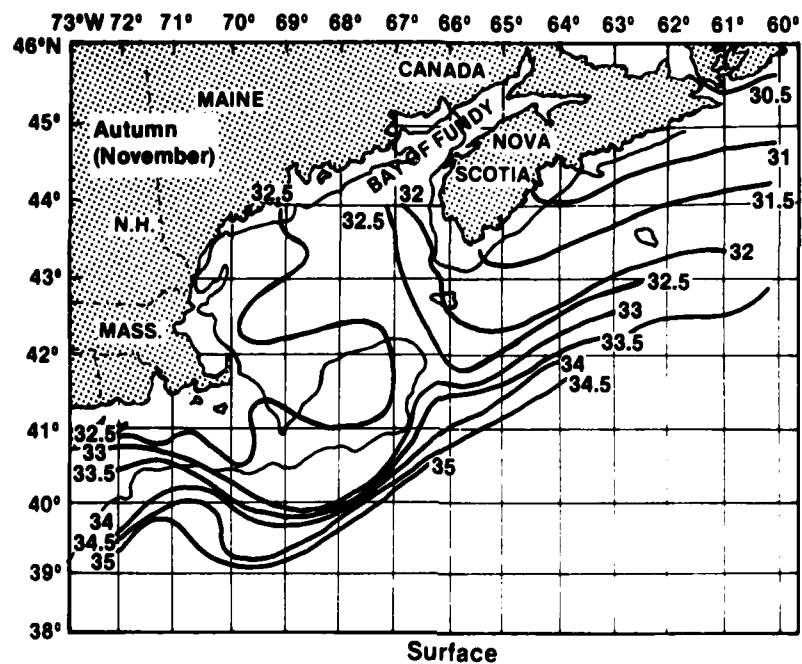 73°W 72° 71° 70° 69° 68° 67° 66° 65° 64° 63° 62° 61° 60°
46°N
CANADA
MAINE
30.5
45°
Autumn
(November)
BAY OF FUNDY
NOVA
SCOTIA
31
32.5
32
31.5
44°
32.5
N.H.
32
43°
32.5
33
MASS.
33.5
42°
34
34.5
41°
32.5
33
33.5
35
40°
34
34.5
35
39°
38°
Surface